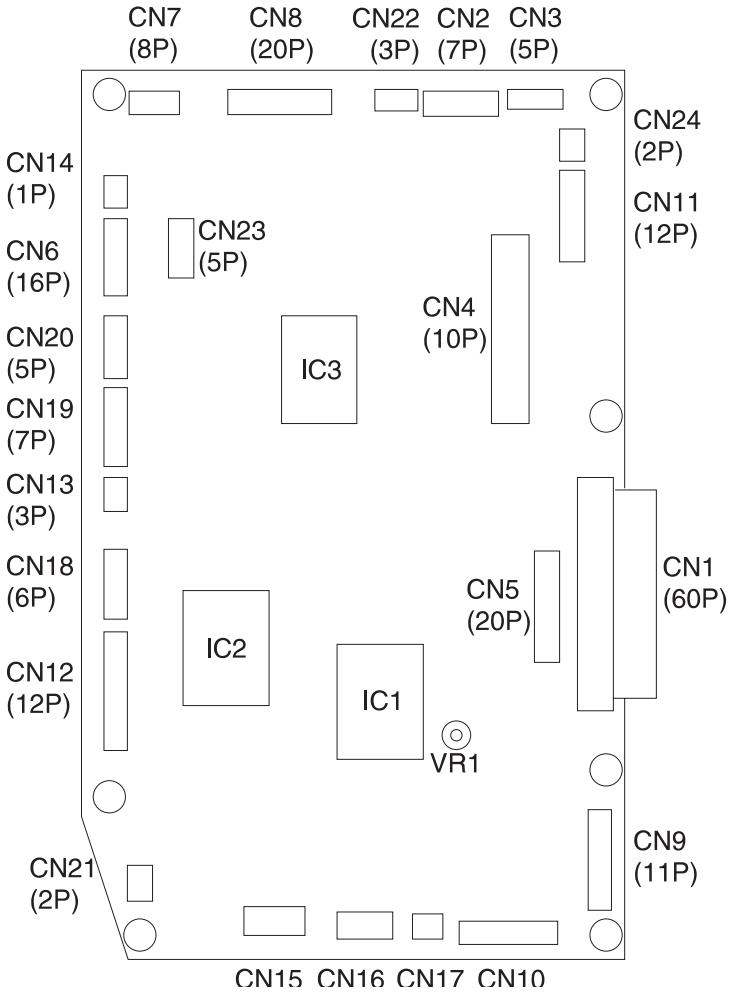 CN7
(8P)
CN8
(20P)
CN22
(3P)
CN2
(7P)
CN3
(5P)
CN24
(2P)
CN14
(1P)
CN11
(12P)
CN6
(16P)
CN23
(5P)
CN4
(10P)
CN20
(5P)
IC3
CN19
(7P)
CN13
(3P)
CN18
(6P)
CN5
(20P)
CN1
(60P)
IC2
CN12
(12P)
IC1
VR1
CN9
(11P)
CN21
(2P)
CN15 CN16 CN17 CN10